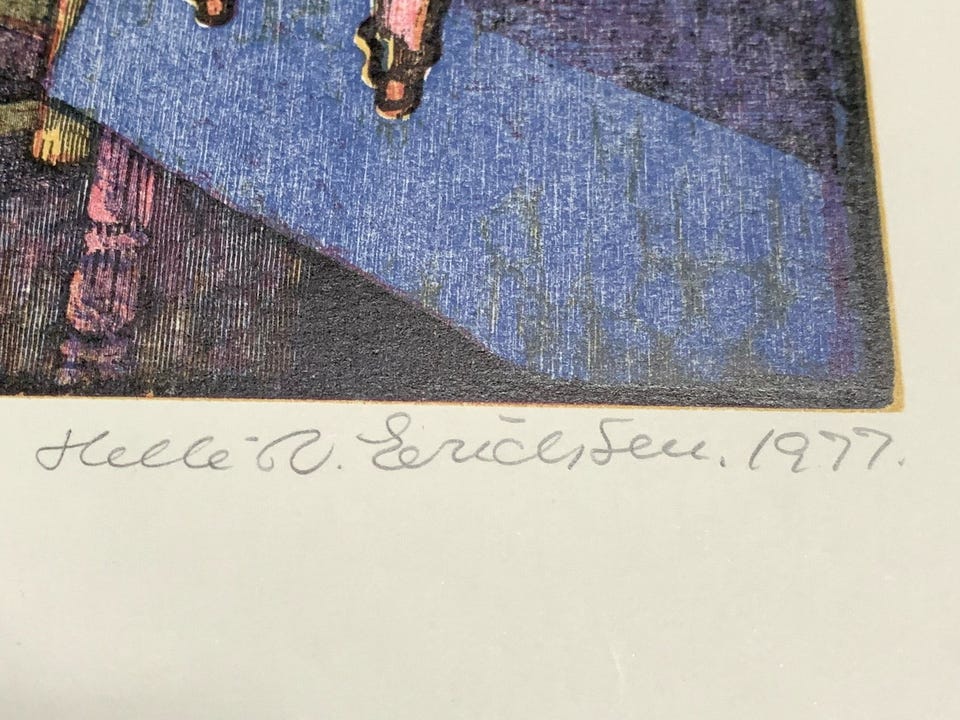 Helle R. Erichsen. 1977.